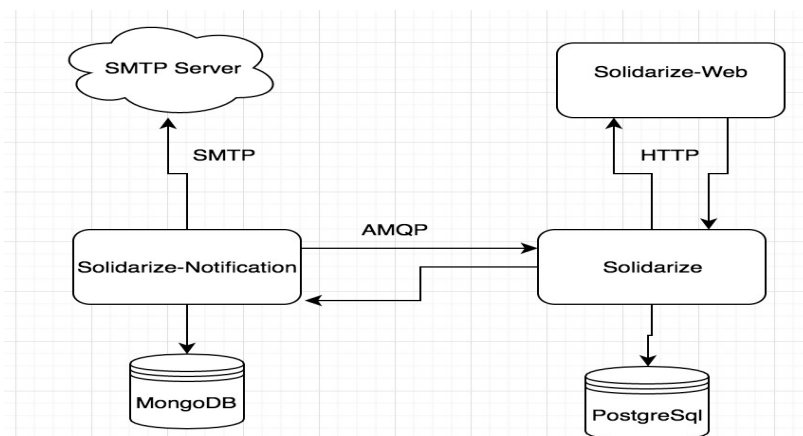 SMTP Server
Solidarize-Web
SMTP
HTTP
AMQP
Solidarize-Notification
Solidarize
MongoDB
PostgreSql